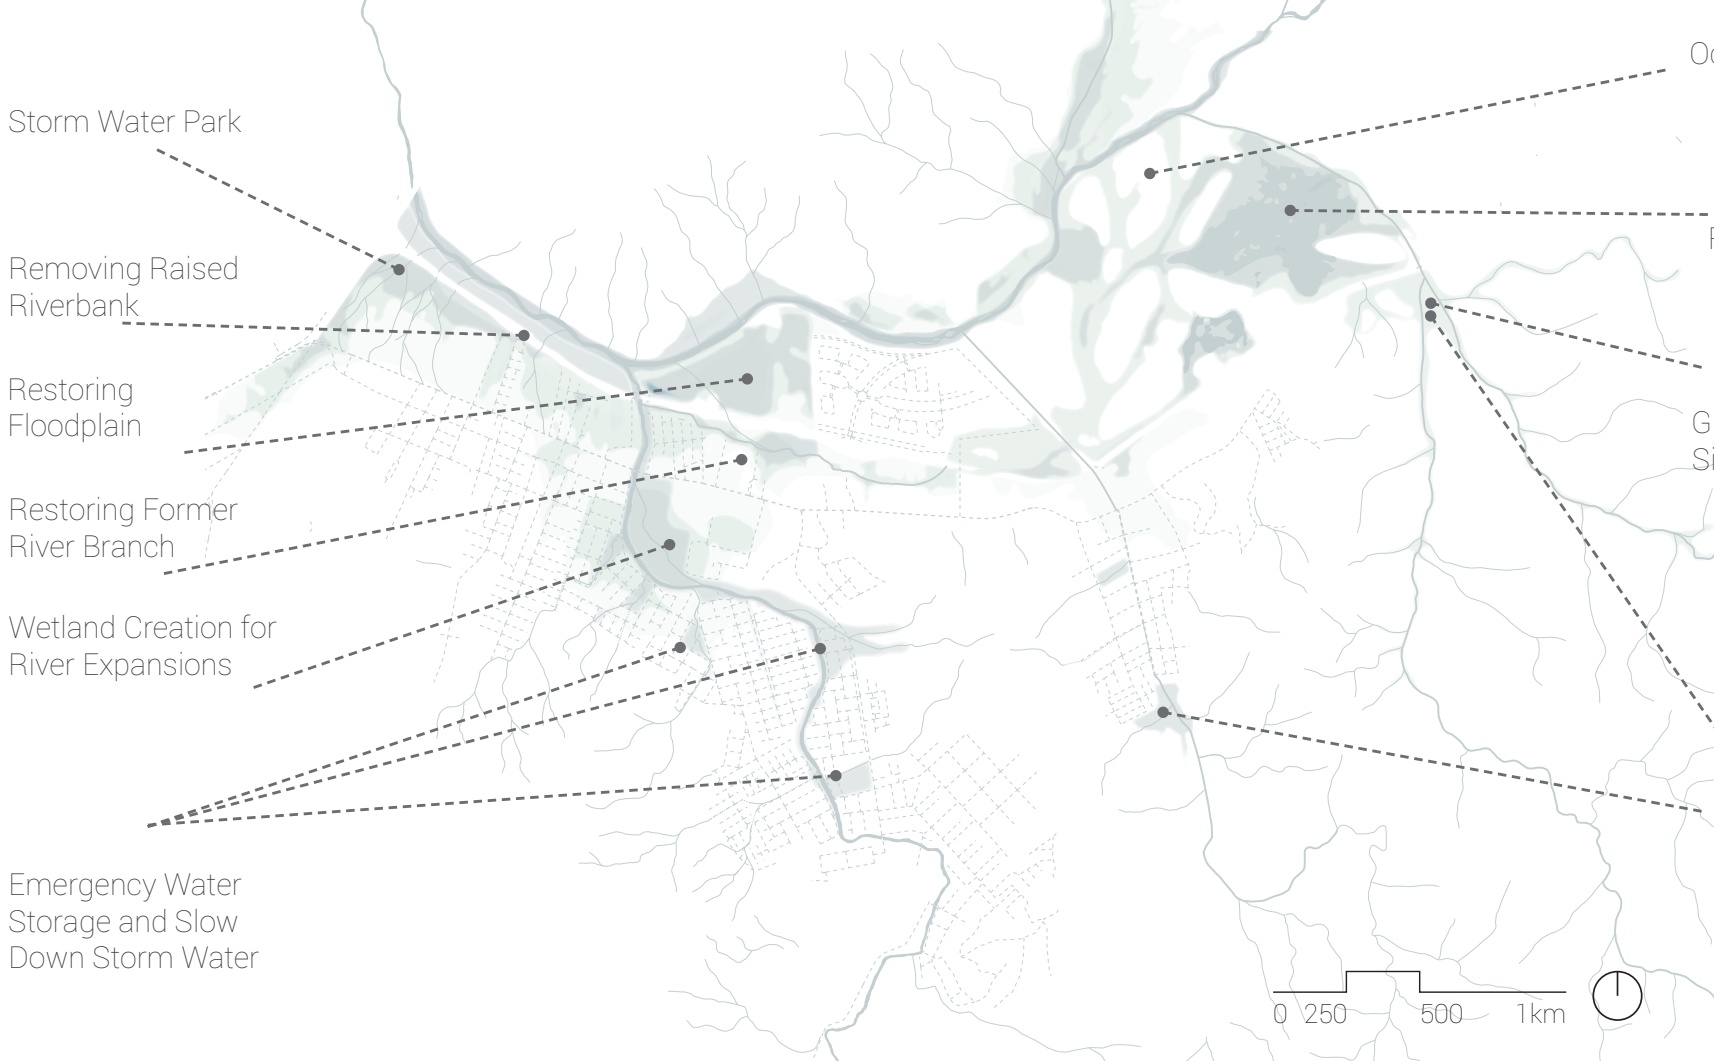 Storm Water Park
Removing Raised
Riverbank
Restoring
Floodplain
Restoring Former
River Branch
Wetland Creation for
River Expansions
Emergency Water
Storage and Slow
Down Storm Water
0 250 500 1km